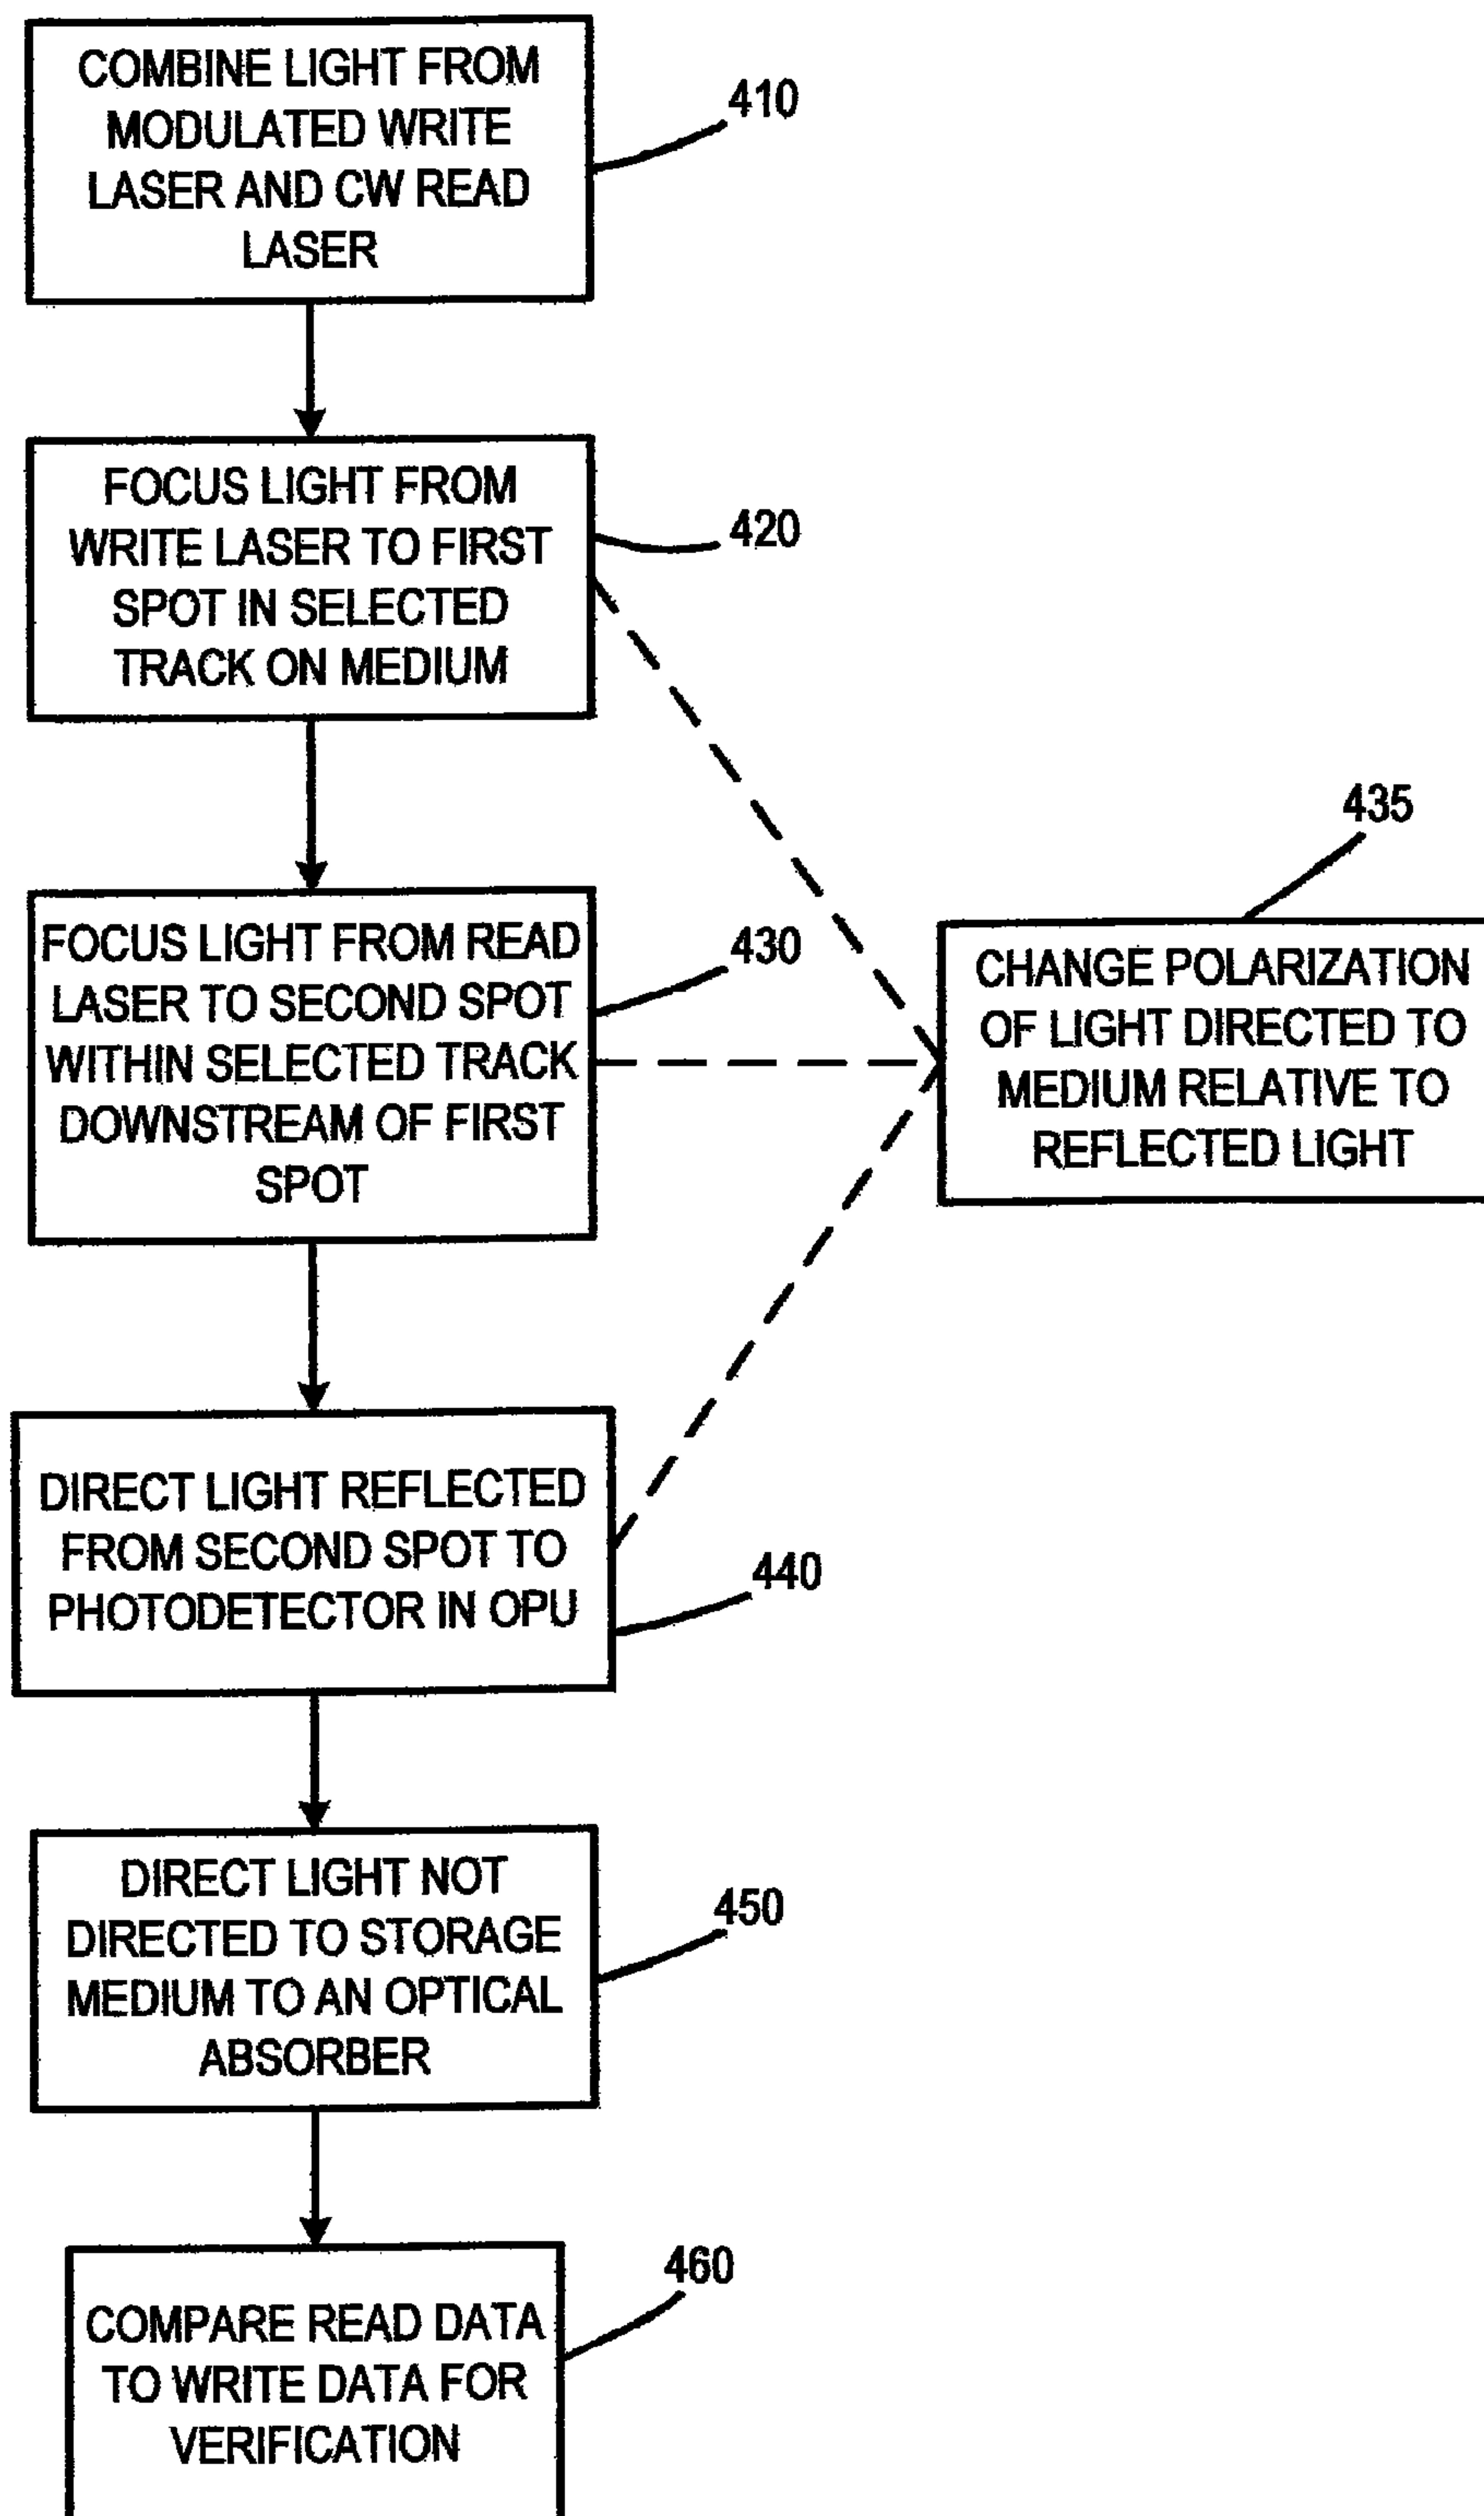 COMBINE LIGHT FROM
MODULATED WRITE
LASER AND CW READ
LASER
410
FOCUS LIGHT FROM
WRITE LASER TO FIRST
SPOT IN SELECTED
TRACK ON MEDIUM
420
FOCUS LIGHT FROM READ
LASER TO SECOND SPOT
WITHIN SELECTED TRACK
DOWNSTREAM OF FIRST
SPOT
430
435
CHANGE POLARIZATION
OF LIGHT DIRECTED TO
MEDIUM RELATIVE TO
REFLECTED LIGHT
DIRECT LIGHT REFLECTED
FROM SECOND SPOT TO
PHOTODETECTOR IN OPU
440
DIRECT LIGHT NOT
DIRECTED TO STORAGE
MEDIUM TO AN OPTICAL
ABSORBER
450
COMPARE READ DATA
TO WRITE DATA FOR
VERIFICATION
460